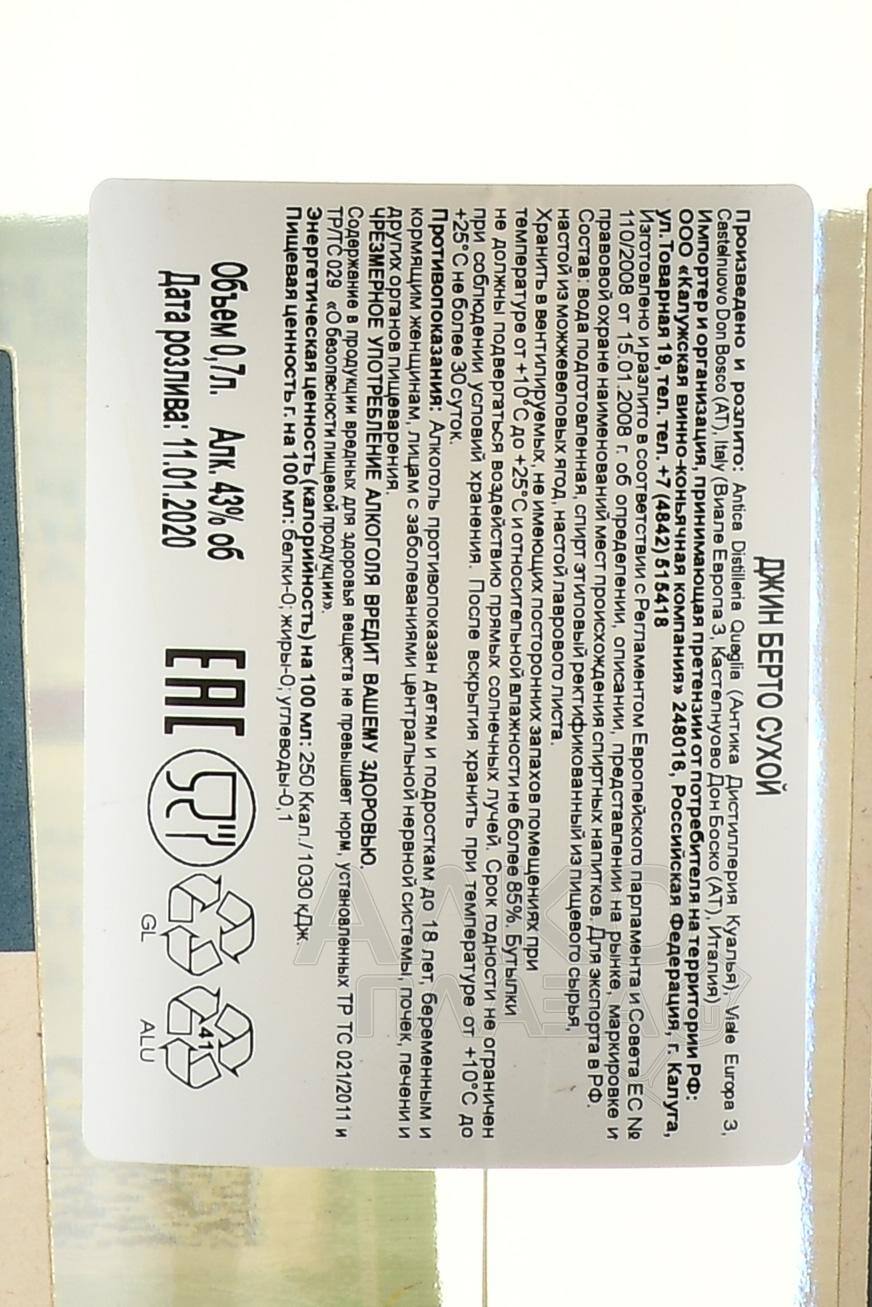 ДЖИН БЕРТО СУХОЙ
Произведено и розлито: Antica Distilleria Quaglia (Антика Дистиллерия Куалья), Viale Europa 3,
Castelnuovo Don Bosco (AT), Italy (Виале Европа 3, Кастелнуово Дон Боско (АТ), Италия)
Импортер и организация, принимающая претензии от потребителя на территории РФ:
ООО «Калужская винно-коньячная компания» 248016, Российская Федерация, г. Калуга,
ул. Товарная 19, тел. тел. +7 (4842) 515418
Изготовлено и разлито в соответствии с Регламентом Европейского парламента и Совета ЕС №
110/2008 от 15.01.2008 г. об определении, описании, представлении на рынке, маркировке и
правовой охране наименований мест происхождения спиртных напитков. Для экспорта в РФ.
Состав: вода подготовленная, спирт этиловый ректификованный из пищевого сырья,
настой из можжевеловых ягод, настой лаврового листа.
Хранить в вентилируемых, не имеющих посторонних запахов помещениях при
температуре от +10°С до +25°С и относительной влажности не более 85%. Бутылки
не должны подвергаться воздействию прямых солнечных лучей. Срок годности не ограничен
при соблюдении условий хранения. После вскрытия хранить при температуре от +10°С до
+25°С не более 30 суток.
Противопоказания: Алкоголь противопоказан детям и подросткам до 18 лет, беременным и
кормящим женщинам, лицам с заболеваниями центральной нервной системы, почек, печени и
других органов пищеварения.
ЧРЕЗМЕРНОЕ УПОТРЕБЛЕНИЕ АЛКОГОЛЯ ВРЕДИТ ВАШЕМУ ЗДОРОВЬЮ.
Содержание в продукции вредных для здоровья веществ не превышает норм, установленных ТР ТС 021/2011 и
ТР/ТС 029 «О безопасности пищевой продукции».
Энергетическая ценность (калорийность) на 100 мл: 250 Ккал./ 1030 кДж.
Пищевая ценность г. на 100 мл: белки-0; жиры-0; углеводы-0,1
Объем 0,7л. Алк. 43% об
Дата розлива: 11.01.2020
EAC
GL
41
ALU